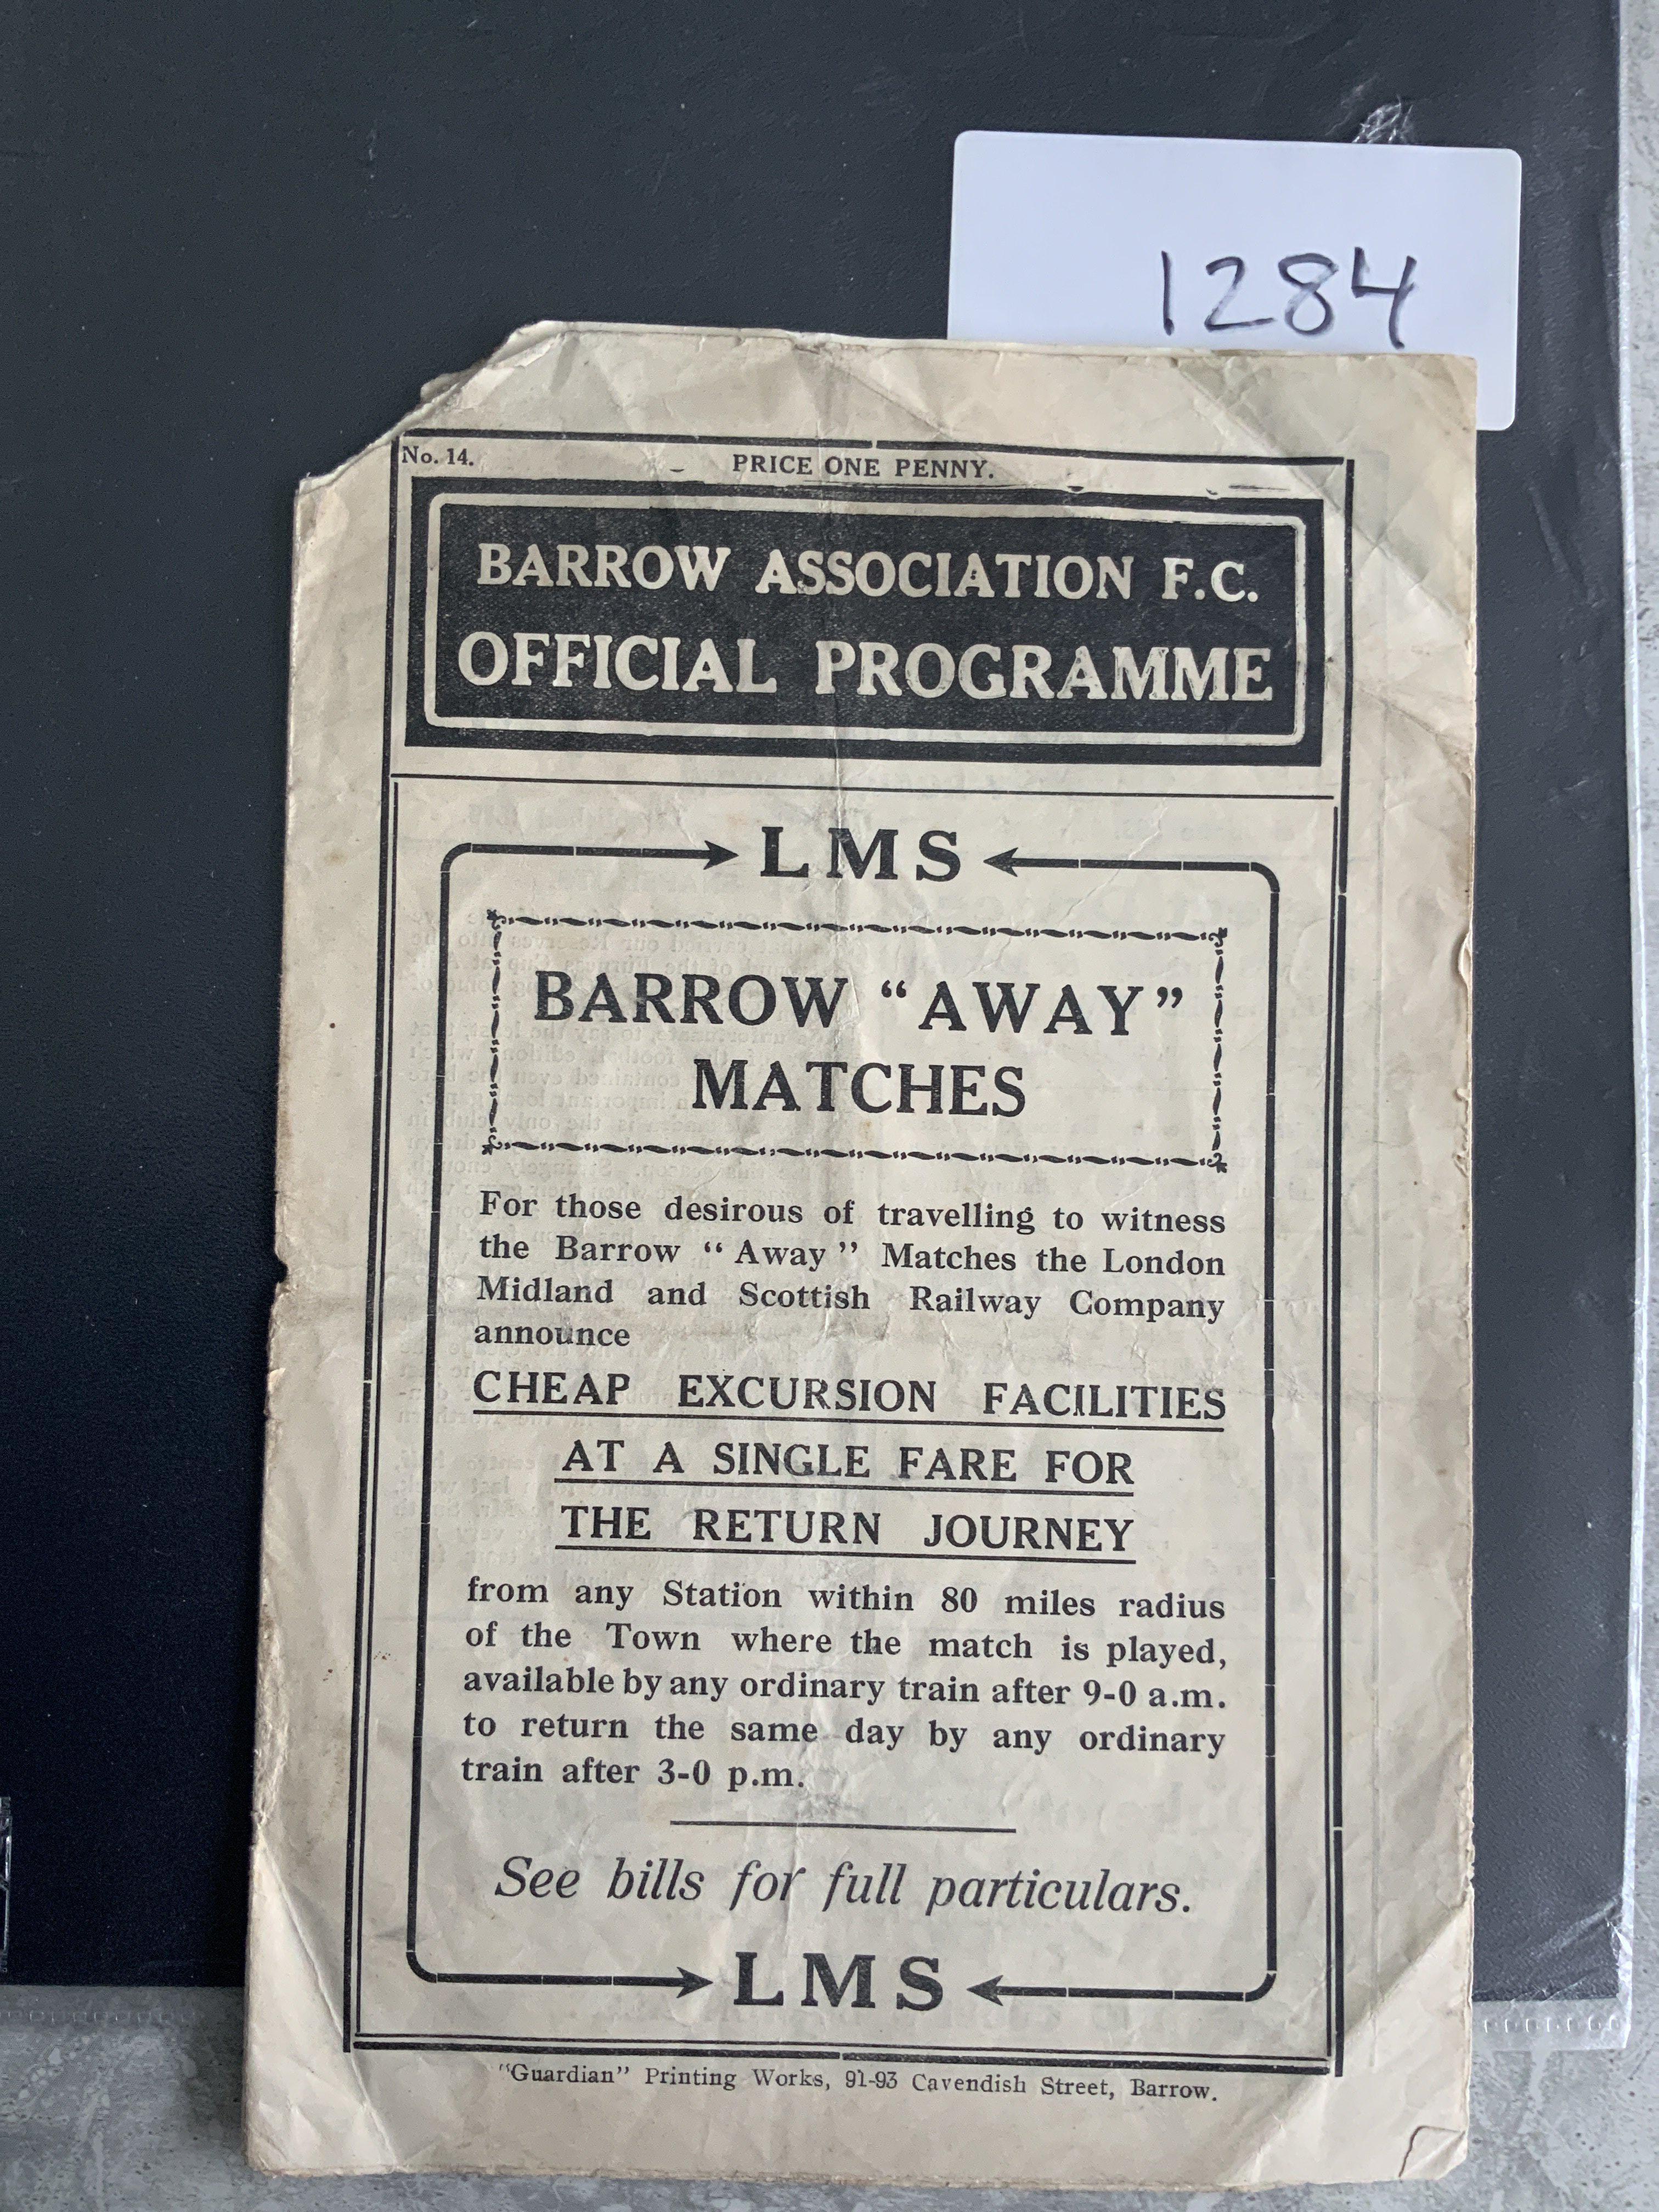 1284
No. 14.
PRICE ONE PENNY.
BARROW ASSOCIATION F.C.
OFFICIAL PROGRAMME
LMS
BARROW “AWAY”
MATCHES
For those desirous of travelling to witness
the Barrow “Away” Matches the London
Midland and Scottish Railway Company
announce
CHEAP EXCURSION FACILITIES
AT A SINGLE FARE FOR
THE RETURN JOURNEY
from any Station within 80 miles radius
of the Town where the match is played,
available by any ordinary train after 9-0 a.m.
to return the same day by any ordinary
train after 3-0 p.m.
See bills for full particulars.
LMS
"Guardian" Printing Works, 91-93 Cavendish Street, Barrow.